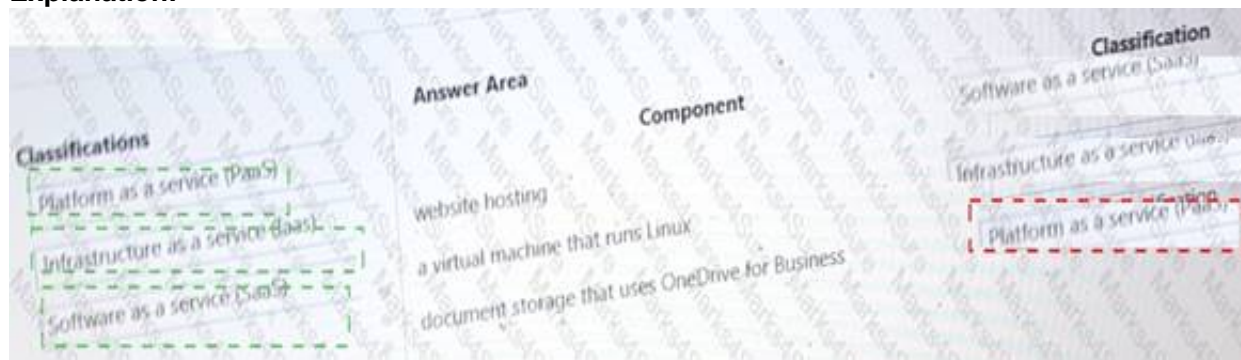 Explanation:
Classifications
Platform as a service (PaaS)
Infrastructure as a service (IaaS)
Software as a service (SaaS)
Answer Area
Component
website hosting
a virtual machine that runs Linux
document storage that uses OneDrive for Business
Classification
Software as a service (SaaS)
Infrastructure as a service (IaaS)
Platform as a service (PaaS)